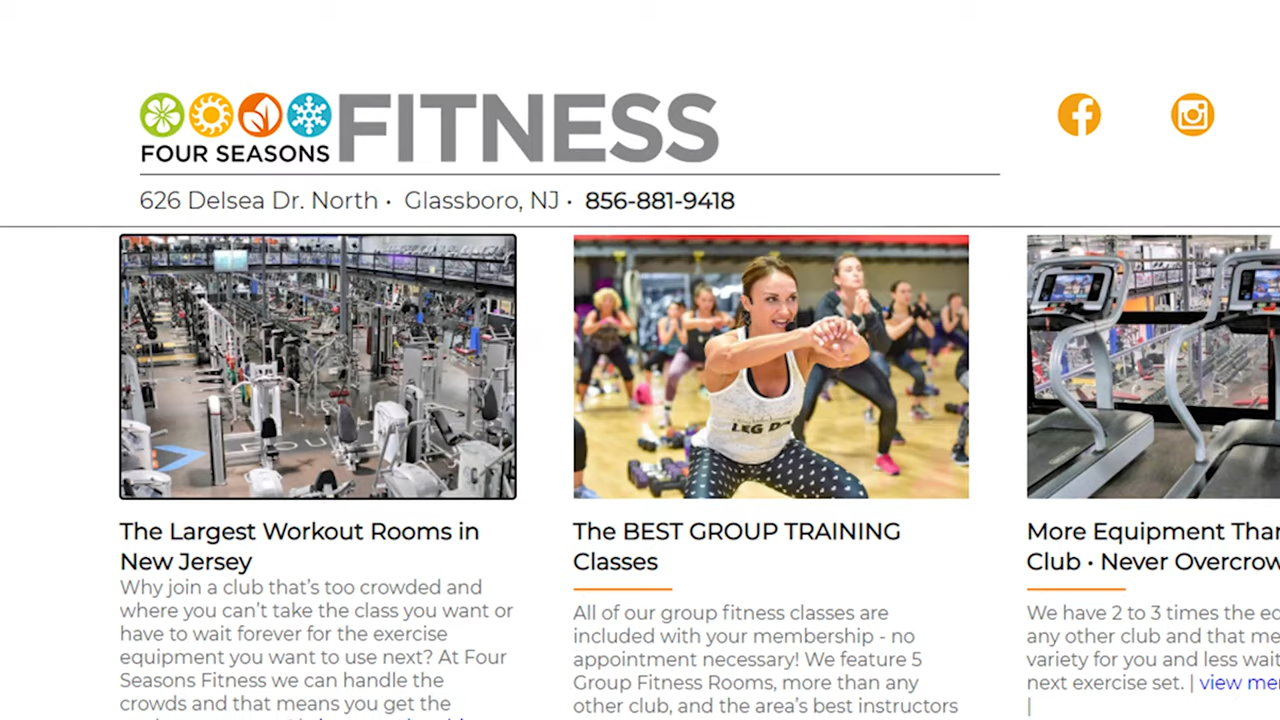 FOUR SEASONS FITNESS
626 Delsea Dr. North · Glassboro, NJ · 856-881-9418
The Largest Workout Rooms in
New Jersey
Why join a club that's too crowded and
where you can't take the class you want or
have to wait forever for the exercise
equipment you want to use next? At Four
Seasons Fitness we can handle the
crowds and that means you get the
LEG
The BEST GROUP TRAINING
Classes
All of our group fitness classes are
included with your membership - no
appointment necessary! We feature 5
Group Fitness Rooms, more than any
other club, and the area's best instructors
More Equipment Than
Club · Never Overcrow
We have 2 to 3 times the eq
any other club and that me
variety for you and less wait
next exercise set. | view me
|